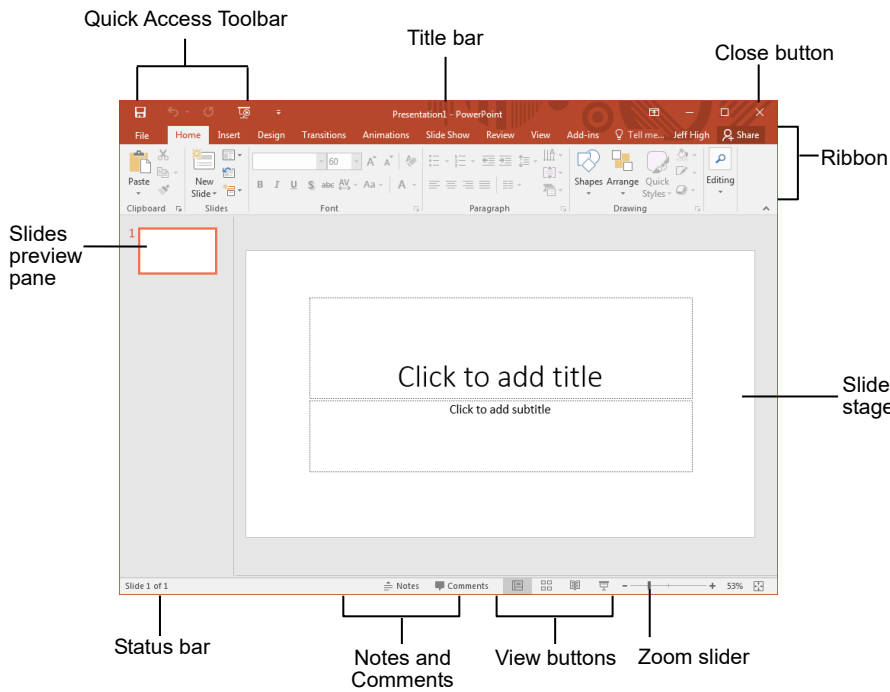 Quick Access Toolbar
Title bar
Close button
Presentation1 - PowerPoint
File Home Insert Design Transitions Animations Slide Show Review View Add-ins Tell me... Jeff High Share
Ribbon
60 A A
Paste New Slide B I U S abc AV Aa A Shapes Arrange Quick Styles Editing
Clipboard Slides Font Paragraph Drawing
1
Slides
preview
pane
Click to add title
Click to add subtitle
Slide
stage
Slide 1 of 1 Notes Comments 53%
Status bar
Notes and
Comments
View buttons
Zoom slider